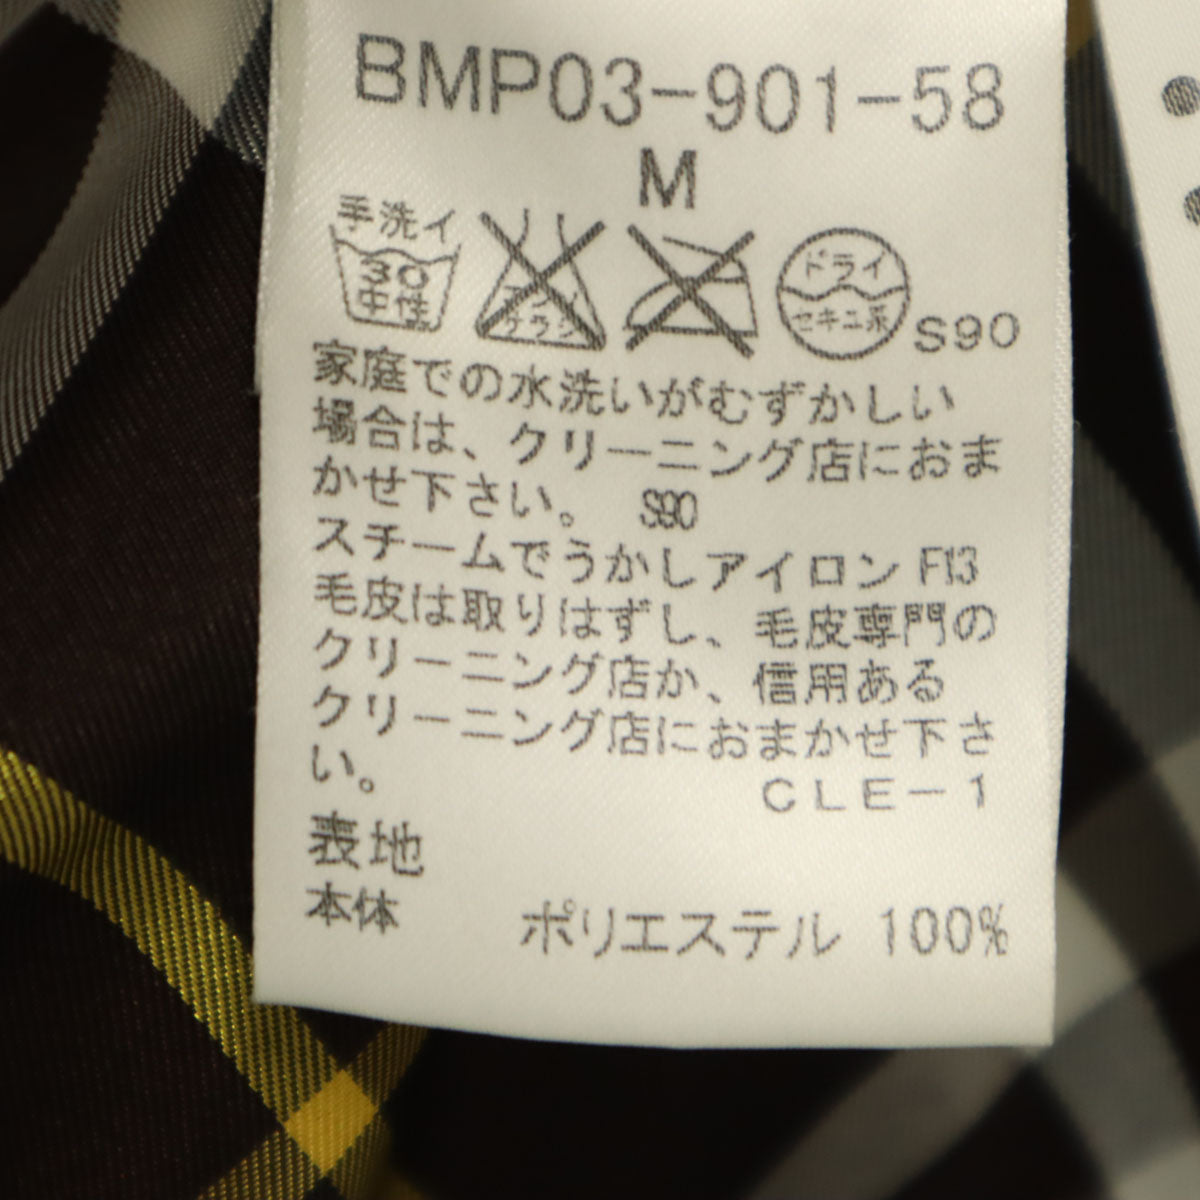 BMP03-901-58
M
手洗イ
30
中性
エンソ
サラシ
ドライ
セキユ系
S90
家庭での水洗いがむずかしい
場合は、クリーニング店におま
かせ下さい。 S90
スチームでうかしアイロン F13
毛皮は取りはずし、毛皮専門の
クリーニング店か、信用ある
クリーニング店におまかせ下さ
い。 CLE-1
表地
本体 ポリエステル 100%